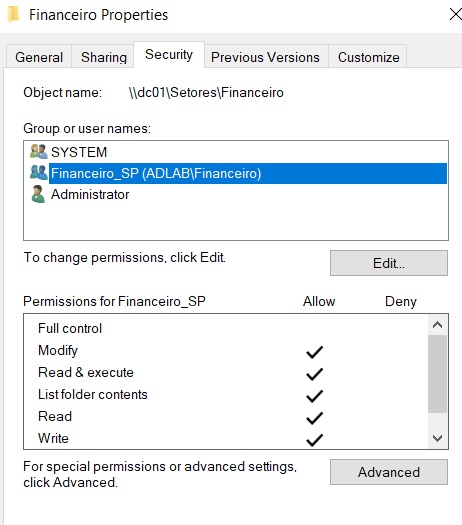 Financeiro Properties
General Sharing Security Previous Versions Customize
Object name: \\dc01\Setores\Financeiro
Group or user names:
SYSTEM
Financeiro_SP (ADLAB\Financeiro)
Administrator
To change permissions, click Edit.
Edit...
Permissions for Financeiro_SP Allow Deny
Full control
Modify
Read & execute
List folder contents
Read
Write
For special permissions or advanced settings,
click Advanced.
Advanced